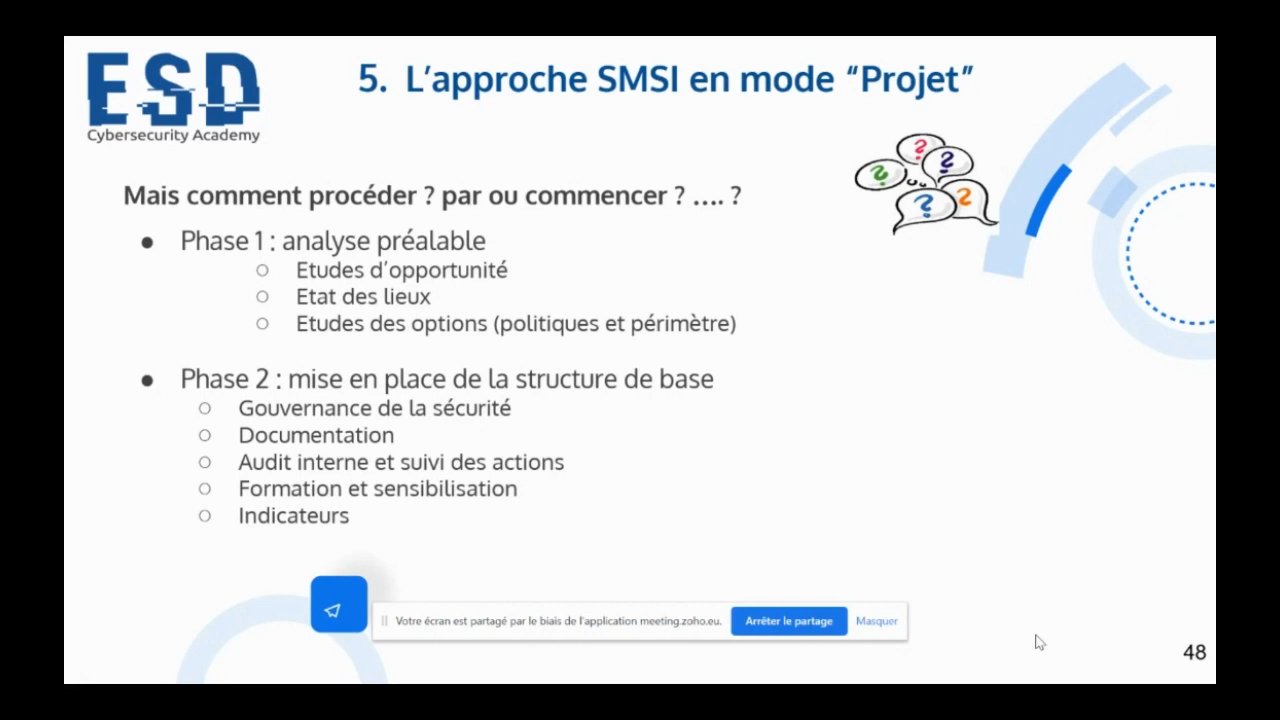 ESD
Cybersecurity Academy
5. L’approche SMSI en mode “Projet”
? ? ? ? ?
Mais comment procéder ? par ou commencer ? .... ?
● Phase 1 : analyse préalable
○ Etudes d’opportunité
○ Etat des lieux
○ Etudes des options (politiques et périmètre)
● Phase 2 : mise en place de la structure de base
○ Gouvernance de la sécurité
○ Documentation
○ Audit interne et suivi des actions
○ Formation et sensibilisation
○ Indicateurs
Votre écran est partagé par le biais de l'application meeting.zoho.eu. Arrêter le partage Masquer
48